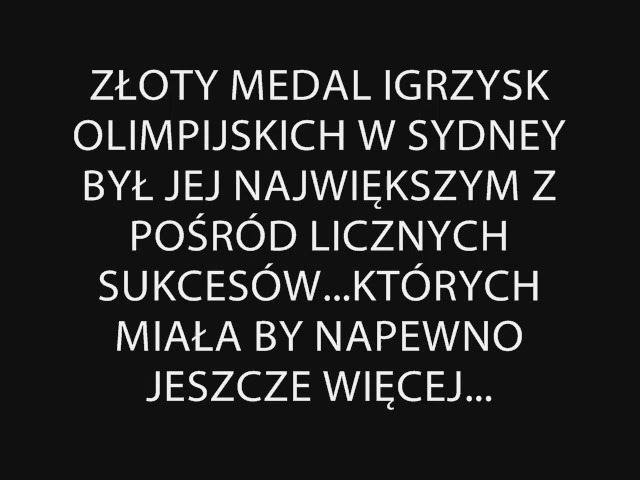 ZŁOTY MEDAL IGRZYSK
OLIMPIJSKICH W SYDNEY
BYŁ JEJ NAJWIĘKSZYM Z
POŚRÓD LICZNYCH
SUKCESÓW...KTÓRYCH
MIAŁA BY NAPEWNO
JESZCZE WIĘCEJ...